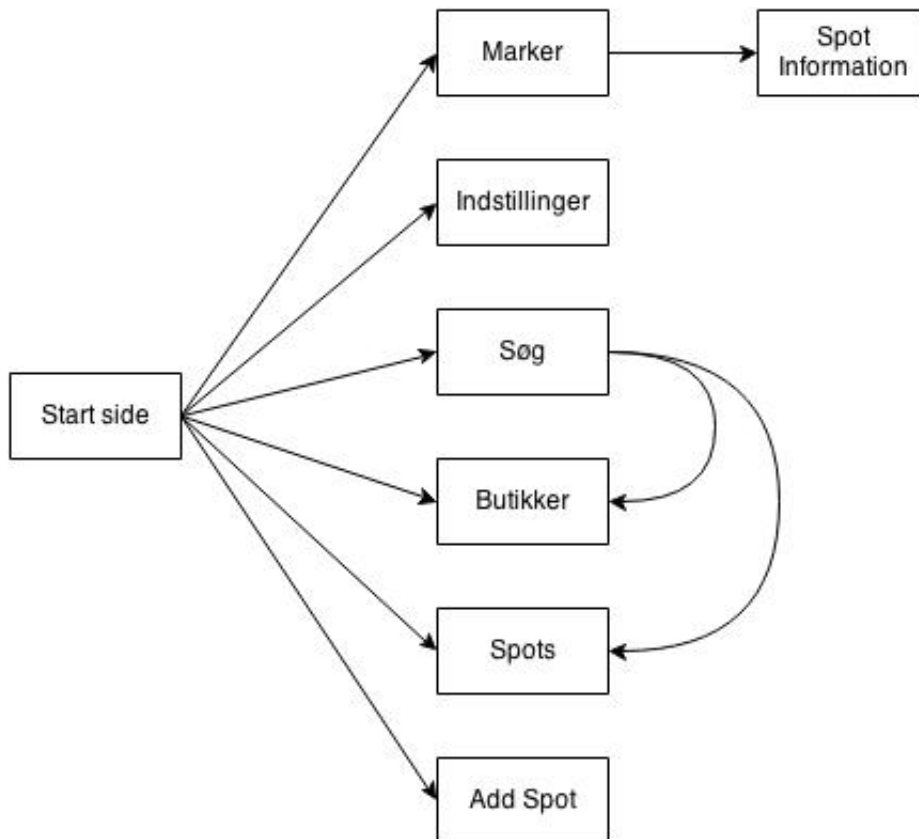 Marker
Spot
Information
Indstillinger
Søg
Start side
Butikker
Spots
Add Spot